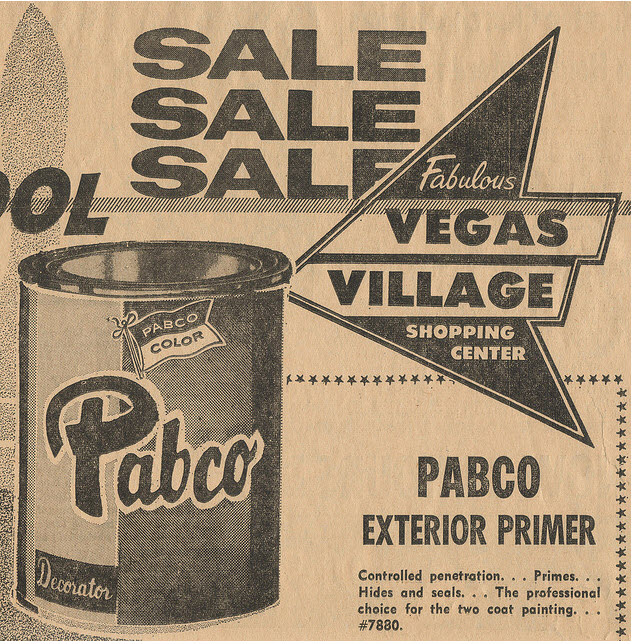 SALE
SALE
SALE
OOL
Fabulous
VEGAS
VILLAGE
SHOPPING
CENTER
PABCO
COLOR
Pabco
Decorator
PABCO
EXTERIOR PRIMER
Controlled penetration. . . Primes. . .
Hides and seals. . . The professional
choice for the two coat painting. . .
#7880.